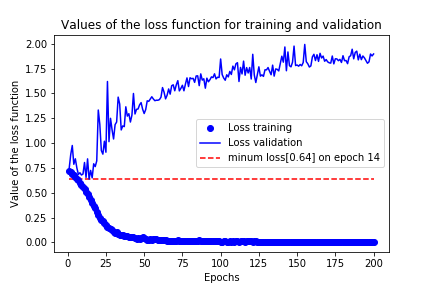 Values of the loss function for training and validation
Value of the loss function
2.00
1.75
1.50
1.25
1.00
0.75
0.50
0.25
0.00
Loss training
Loss validation
minum loss[0.64] on epoch 14
0 25 50 75 100 125 150 175 200
Epochs